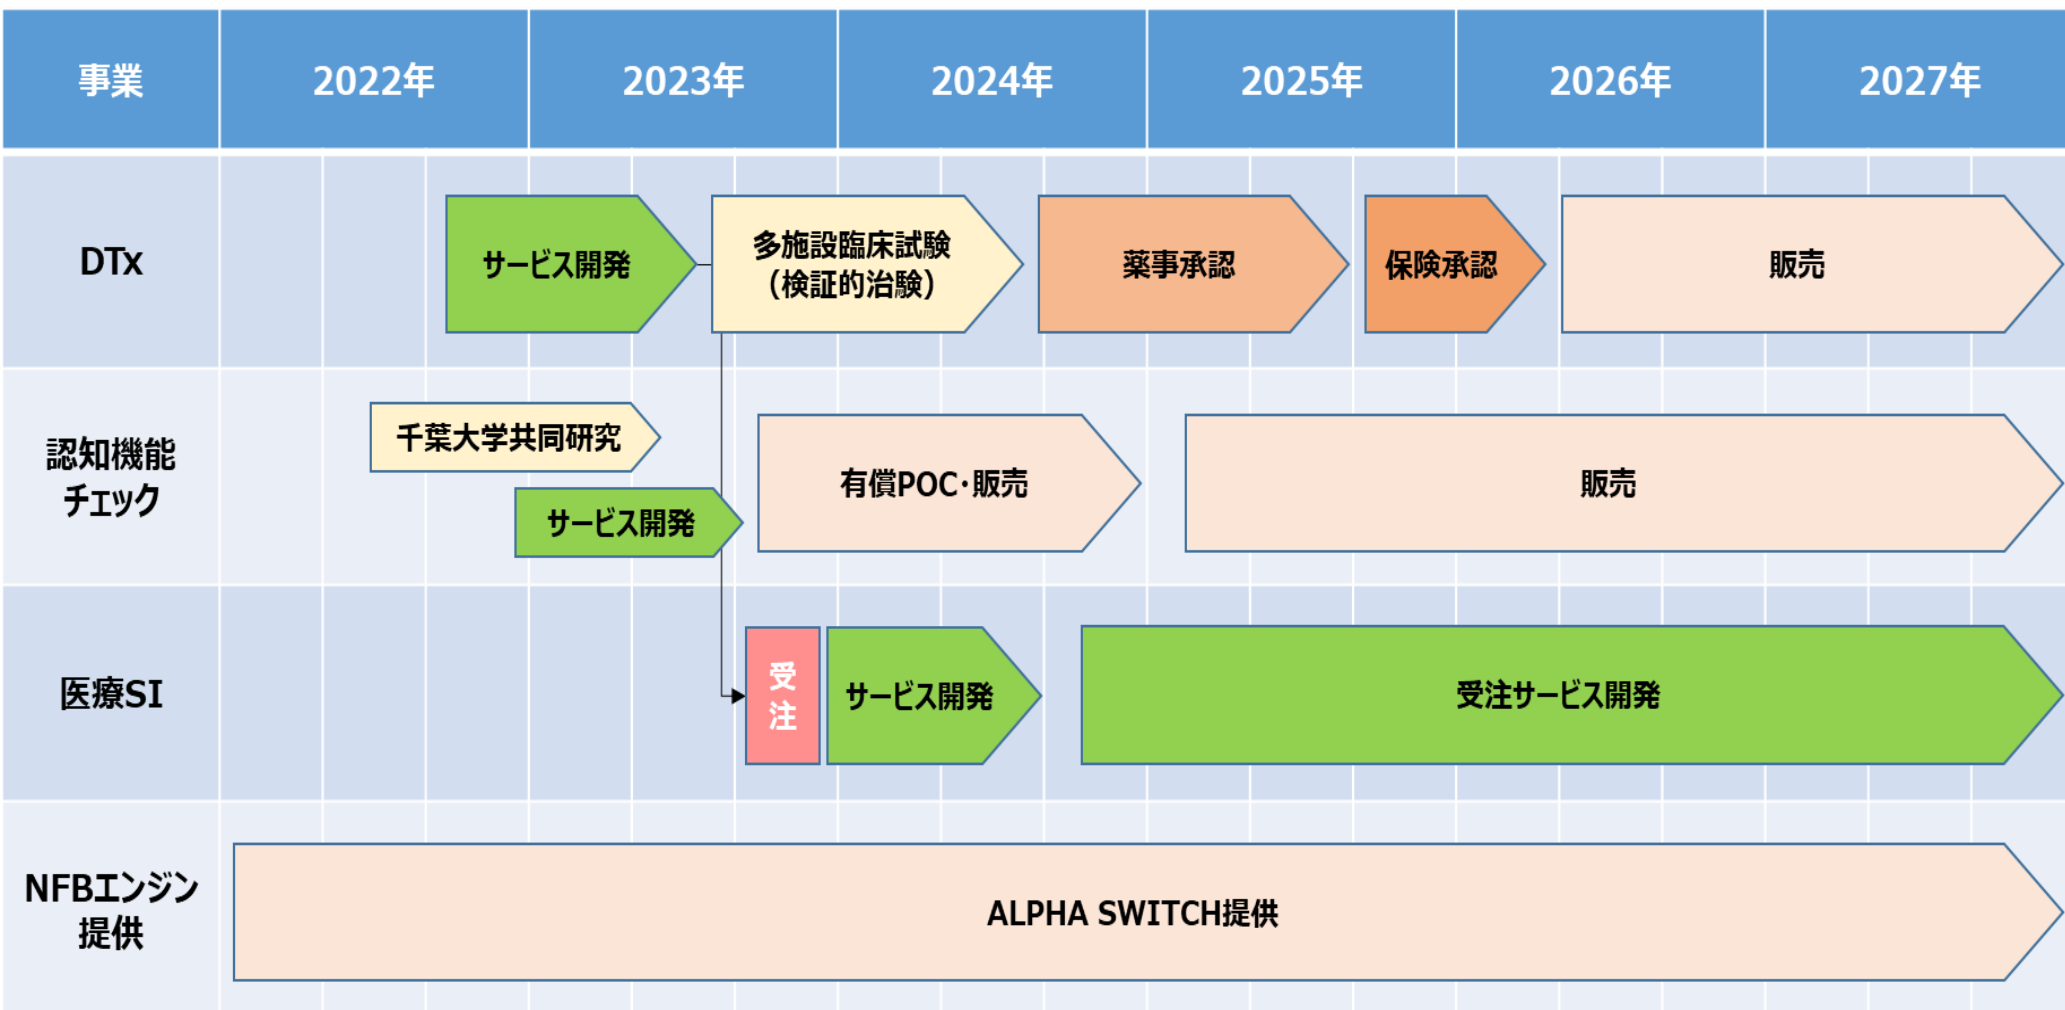 事業
2022年
2023年
2024年
2025年
2026年
2027年
DTx
サービス開発
多施設臨床試験
（検証的治験）
薬事承認
保険承認
販売
認知機能
チェック
千葉大学共同研究
サービス開発
有償POC・販売
販売
医療SI
受
注
サービス開発
受注サービス開発
NFBエンジン
提供
ALPHA SWITCH提供